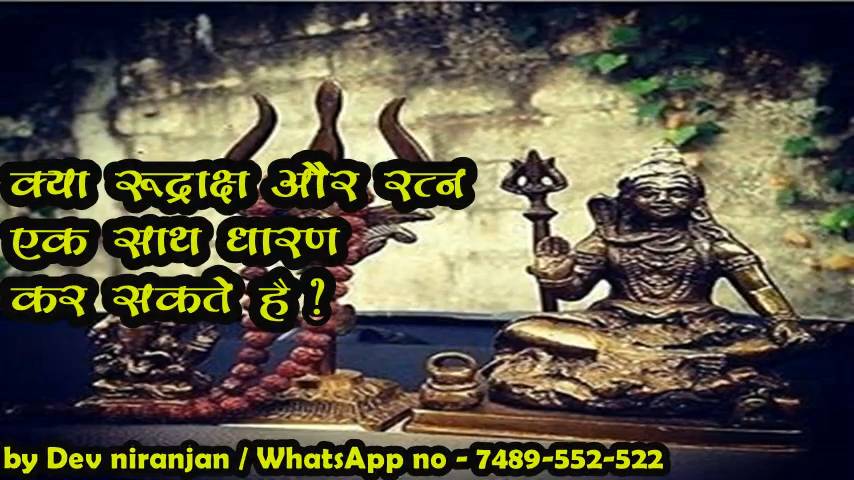 क्या रूद्राक्ष और रत्न
एक साथ धारण
कर सकते है ?
by Dev niranjan / WhatsApp no - 7489-552-522